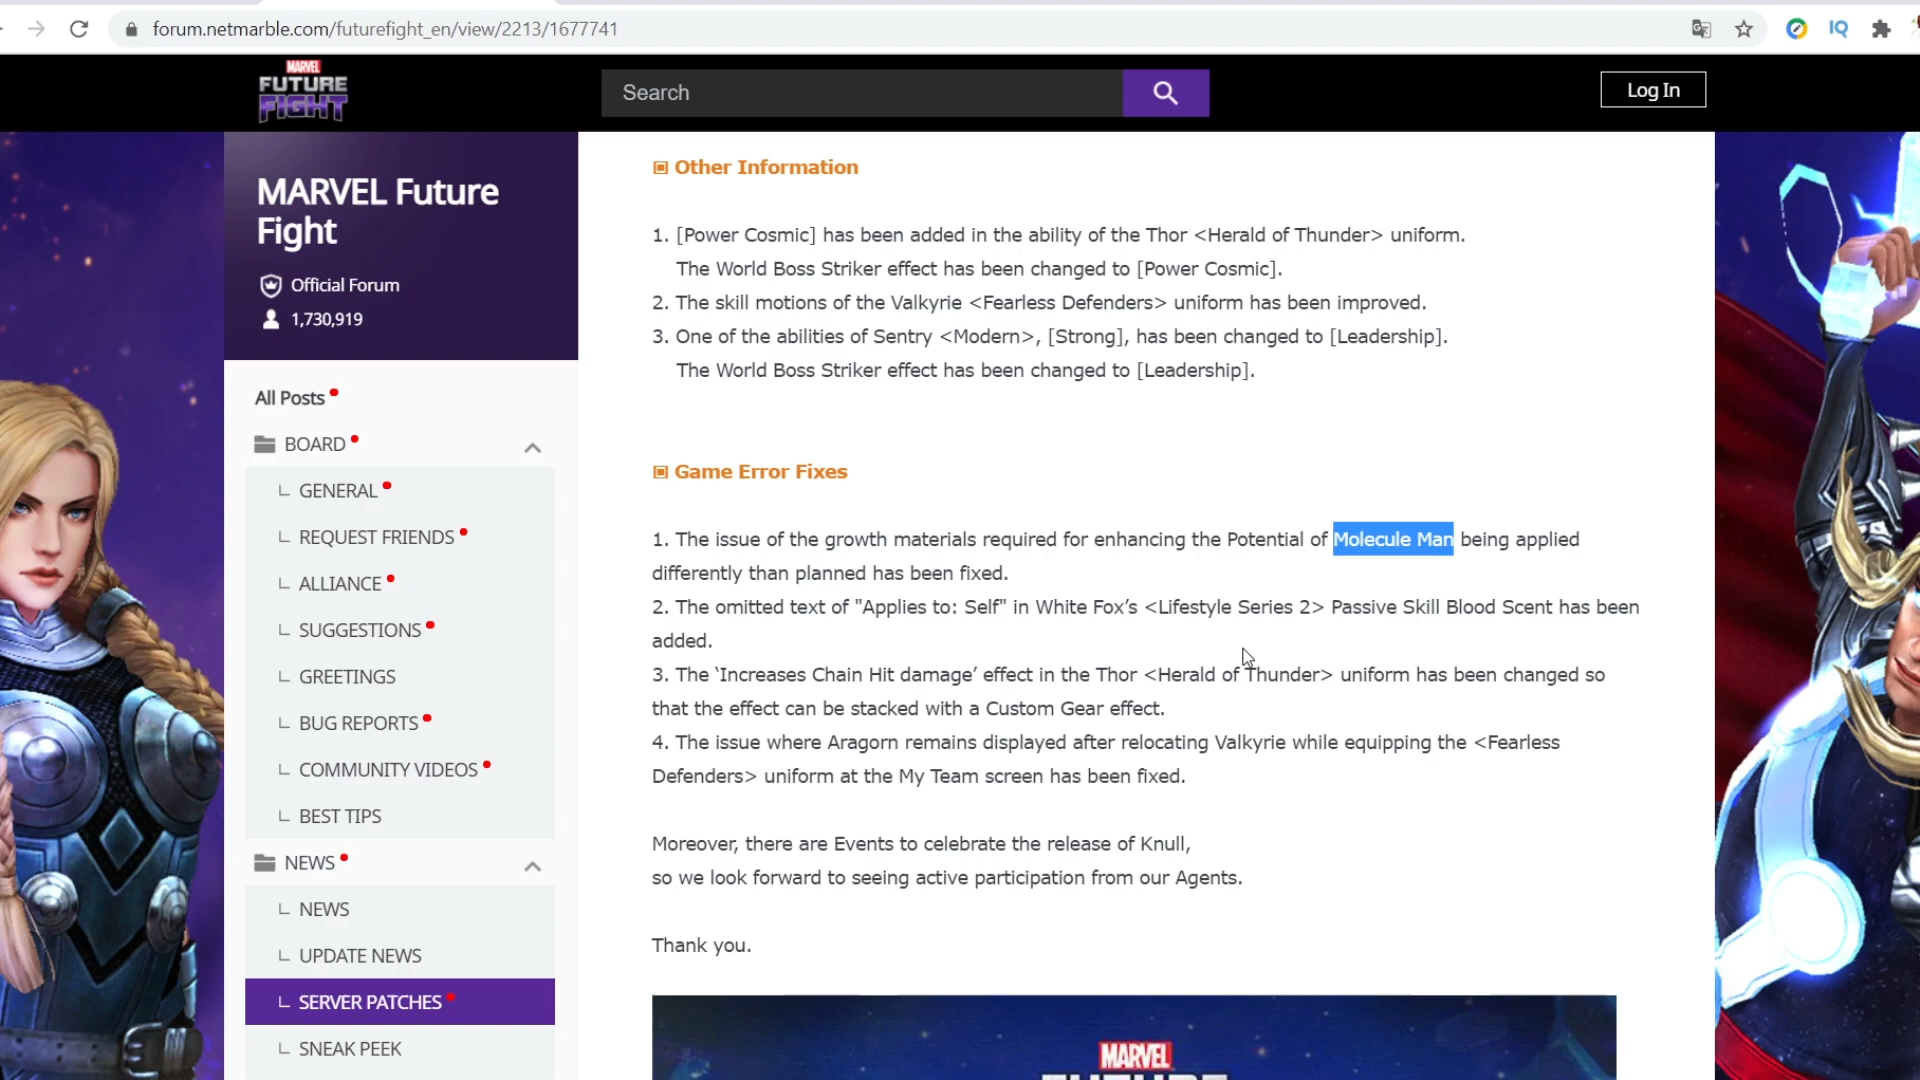 forum.netmarble.com/futurefight_en/view/2213/1677741
IQ
MARVEL
FUTURE
FIGHT
Search
Log In
MARVEL Future
Fight
Official Forum
1,730,919
All Posts
BOARD
GENERAL
REQUEST FRIENDS
ALLIANCE
SUGGESTIONS
GREETINGS
BUG REPORTS
COMMUNITY VIDEOS
BEST TIPS
NEWS
NEWS
UPDATE NEWS
SERVER PATCHES
SNEAK PEEK
▣ Other Information
1. [Power Cosmic] has been added in the ability of the Thor <Herald of Thunder> uniform.
The World Boss Striker effect has been changed to [Power Cosmic].
2. The skill motions of the Valkyrie <Fearless Defenders> uniform has been improved.
3. One of the abilities of Sentry <Modern>, [Strong], has been changed to [Leadership].
The World Boss Striker effect has been changed to [Leadership].
▣ Game Error Fixes
1. The issue of the growth materials required for enhancing the Potential of Molecule Man being applied
differently than planned has been fixed.
2. The omitted text of "Applies to: Self" in White Fox’s <Lifestyle Series 2> Passive Skill Blood Scent has been
added.
3. The ‘Increases Chain Hit damage’ effect in the Thor <Herald of Thunder> uniform has been changed so
that the effect can be stacked with a Custom Gear effect.
4. The issue where Aragorn remains displayed after relocating Valkyrie while equipping the <Fearless
Defenders> uniform at the My Team screen has been fixed.
Moreover, there are Events to celebrate the release of Knull,
so we look forward to seeing active participation from our Agents.
Thank you.
MARVEL
FUTURE